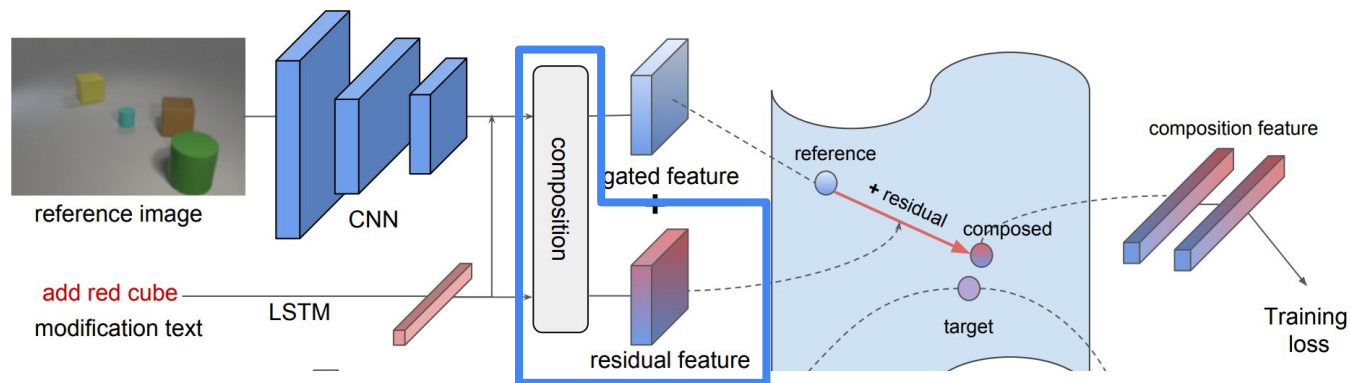 reference image
CNN
add red cube
modification text
LSTM
composition
gated feature
+
residual feature
reference
+ residual
composed
target
composition feature
Training
loss